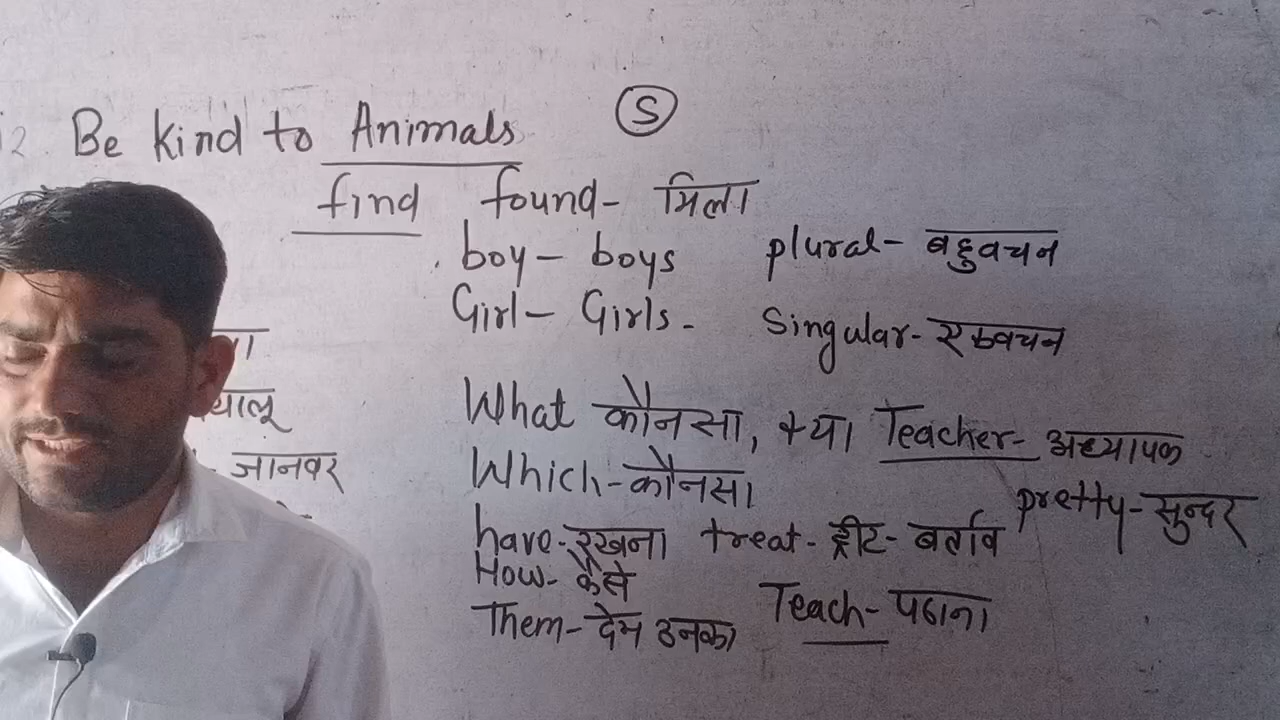 12 Be Kind to Animals Ⓢ
find found- मिला
boy- boys plural- बहुवचन
Girl- Girls- Singular- एकवचन
What कौनसा, क्या Teacher- अध्यापक
यालू
जानवर
Which- कौनसा
pretty- सुन्दर
have- रखना treat- ट्रीट- बर्ताव
How- कैसे
Teach- पढाना
Them- देम उनका